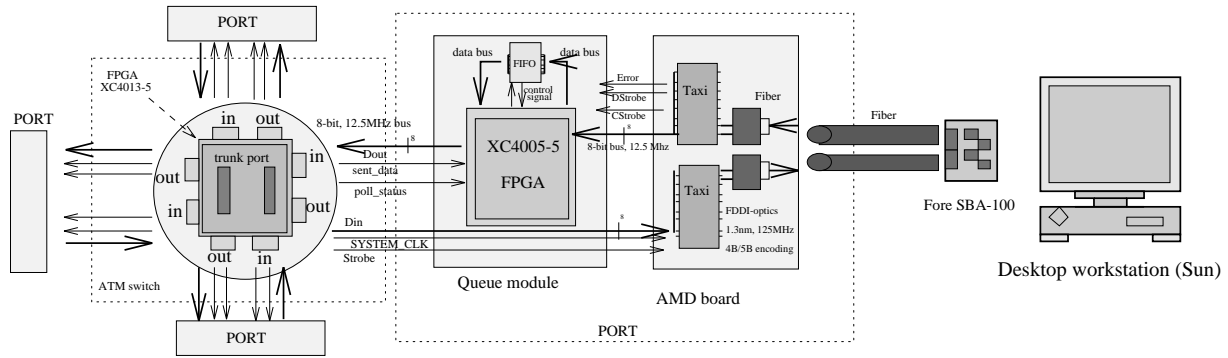 PORT
FPGA
XC4013-5
in
out
PORT
trunk port
in
out
in
out
out
in
ATM switch
PORT
8-bit, 12.5MHz bus
8
Dout
sent_data
poll_status
Din
8
SYSTEM_CLK
Strobe
data bus
FIFO
data bus
control
signal
XC4005-5
FPGA
Queue module
Error
DStrobe
CStrobe
8
8-bit bus, 12.5 Mhz
Taxi
Fiber
Taxi
FDDI-optics
1.3nm, 125MHz
4B/5B encoding
AMD board
PORT
Fiber
Fore SBA-100
Desktop workstation (Sun)